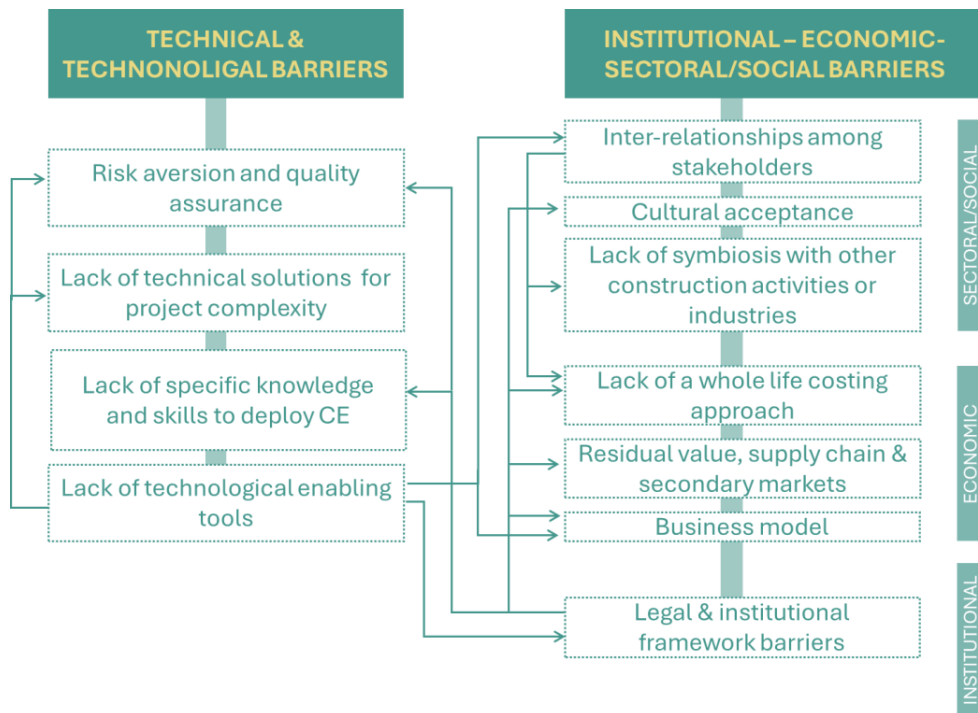 TECHNICAL &
TECHNONOLIGAL BARRIERS
Risk aversion and quality
assurance
Lack of technical solutions for
project complexity
Lack of specific knowledge
and skills to deploy CE
Lack of technological enabling
tools
INSTITUTIONAL – ECONOMIC-
SECTORAL/SOCIAL BARRIERS
Inter-relationships among
stakeholders
Cultural acceptance
Lack of symbiosis with other
construction activities or
industries
Lack of a whole life costing
approach
Residual value, supply chain &
secondary markets
Business model
Legal & institutional
framework barriers
SECTORAL/SOCIAL
ECONOMIC
INSTITUTIONAL